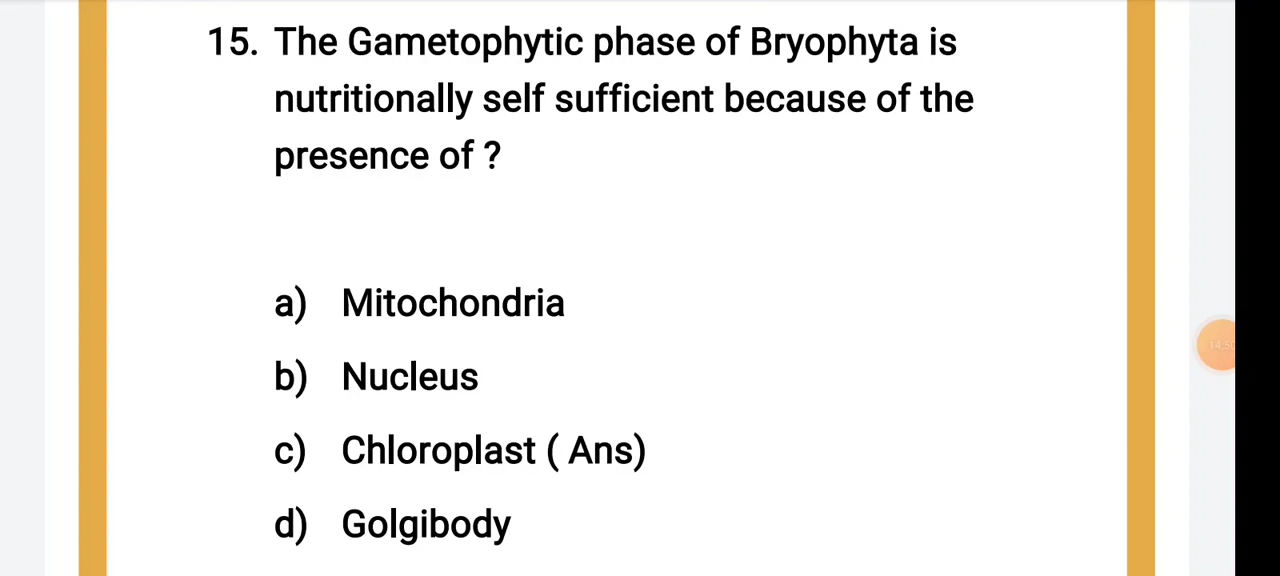 15. The Gametophytic phase of Bryophyta is
nutritionally self sufficient because of the
presence of ?
a) Mitochondria
b) Nucleus
c) Chloroplast ( Ans)
d) Golgibody